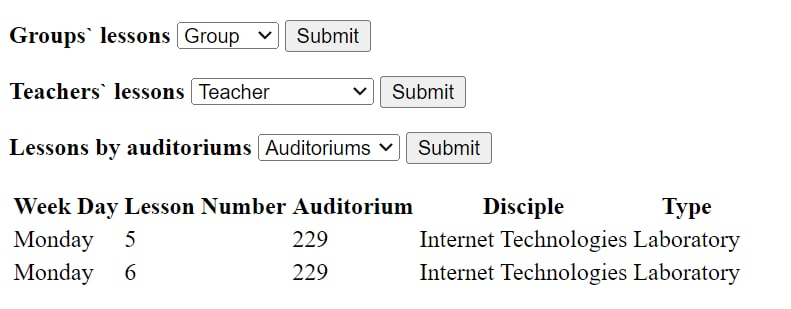 Groups` lessons Group Submit
Teachers` lessons Teacher Submit
Lessons by auditoriums Auditoriums Submit
Week Day Lesson Number Auditorium Disciple Type
Monday 5 229 Internet Technologies Laboratory
Monday 6 229 Internet Technologies Laboratory